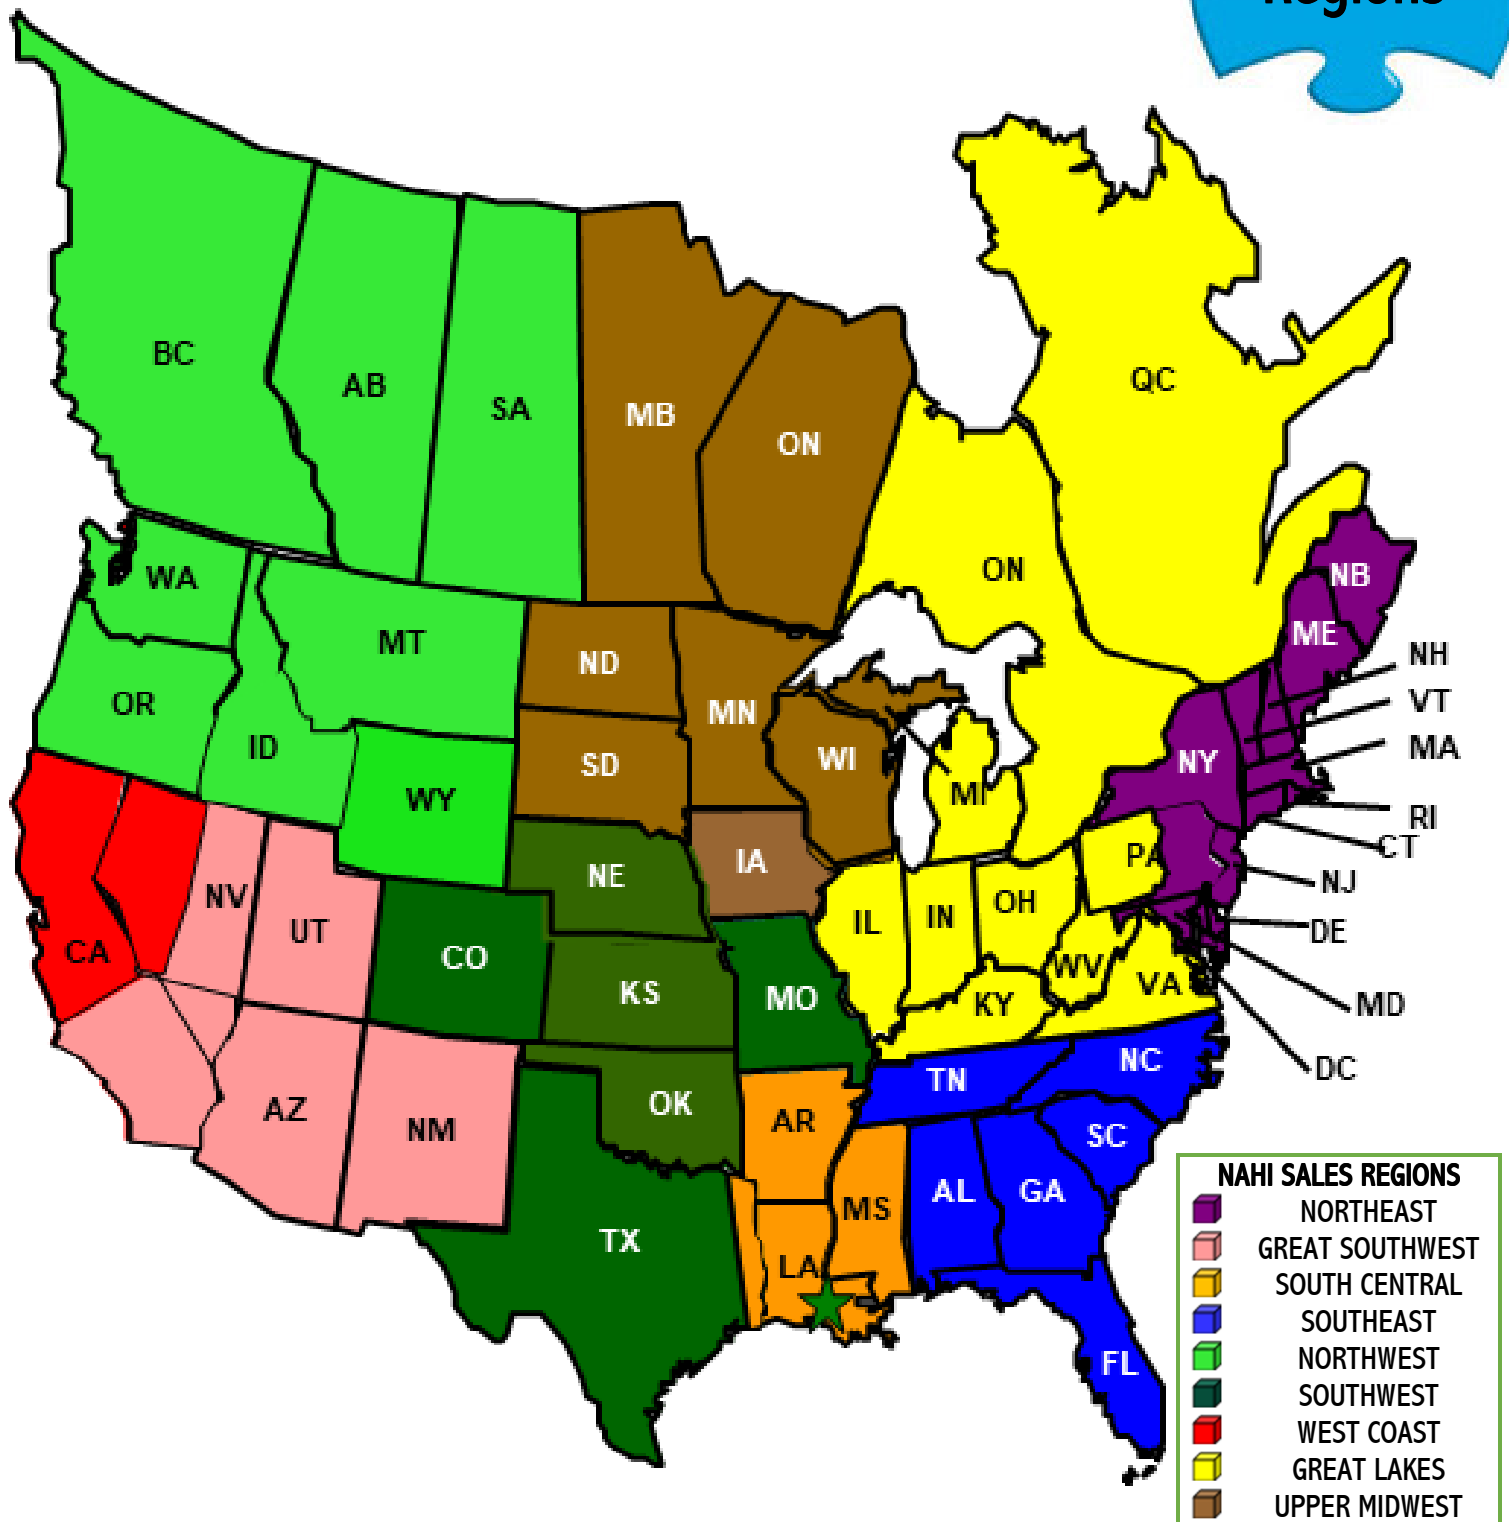 Regions
BC
AB
SA
MB
ON
QC
ON
WA
MT
OR
ID
WY
ND
SD
MN
WI
MI
NB
ME
NH
VT
MA
RI
CT
NY
NJ
PA
DE
MD
DC
NE
IA
IL
IN
OH
WV
VA
KY
CA
NV
UT
CO
KS
MO
AZ
NM
OK
TX
AR
LA
MS
TN
NC
SC
AL
GA
FL
NAHI SALES REGIONS
NORTHEAST
GREAT SOUTHWEST
SOUTH CENTRAL
SOUTHEAST
NORTHWEST
SOUTHWEST
WEST COAST
GREAT LAKES
UPPER MIDWEST